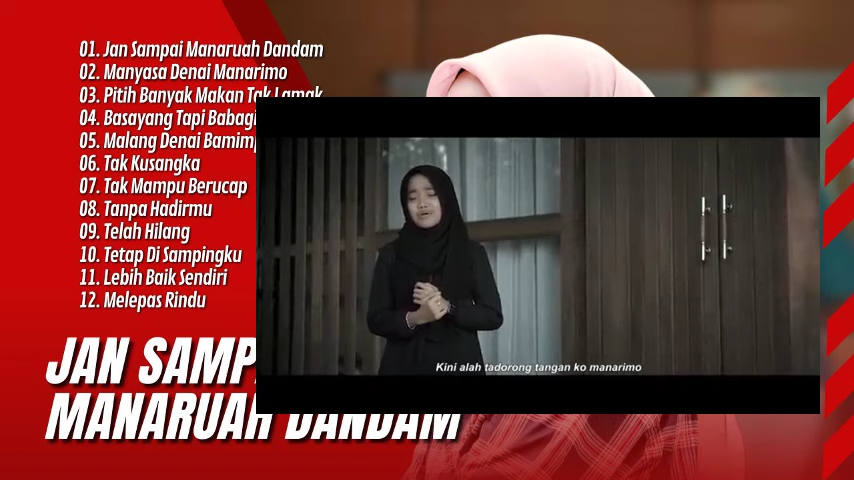 01. Jan Sampai Manaruah Dandam
02. Manyasa Denai Manarimo
03. Pitih Banyak Makan Tak Lamak
04. Basayang Tapi Babagi
05. Malang Denai Bamimp
06. Tak Kusangka
07. Tak Mampu Berucap
08. Tanpa Hadirmu
09. Telah Hilang
10. Tetap Di Sampingku
11. Lebih Baik Sendiri
12. Melepas Rindu
Kini alah tadorong tangan ko manarimo
JAN SAMP
MANARUAH DANDAM